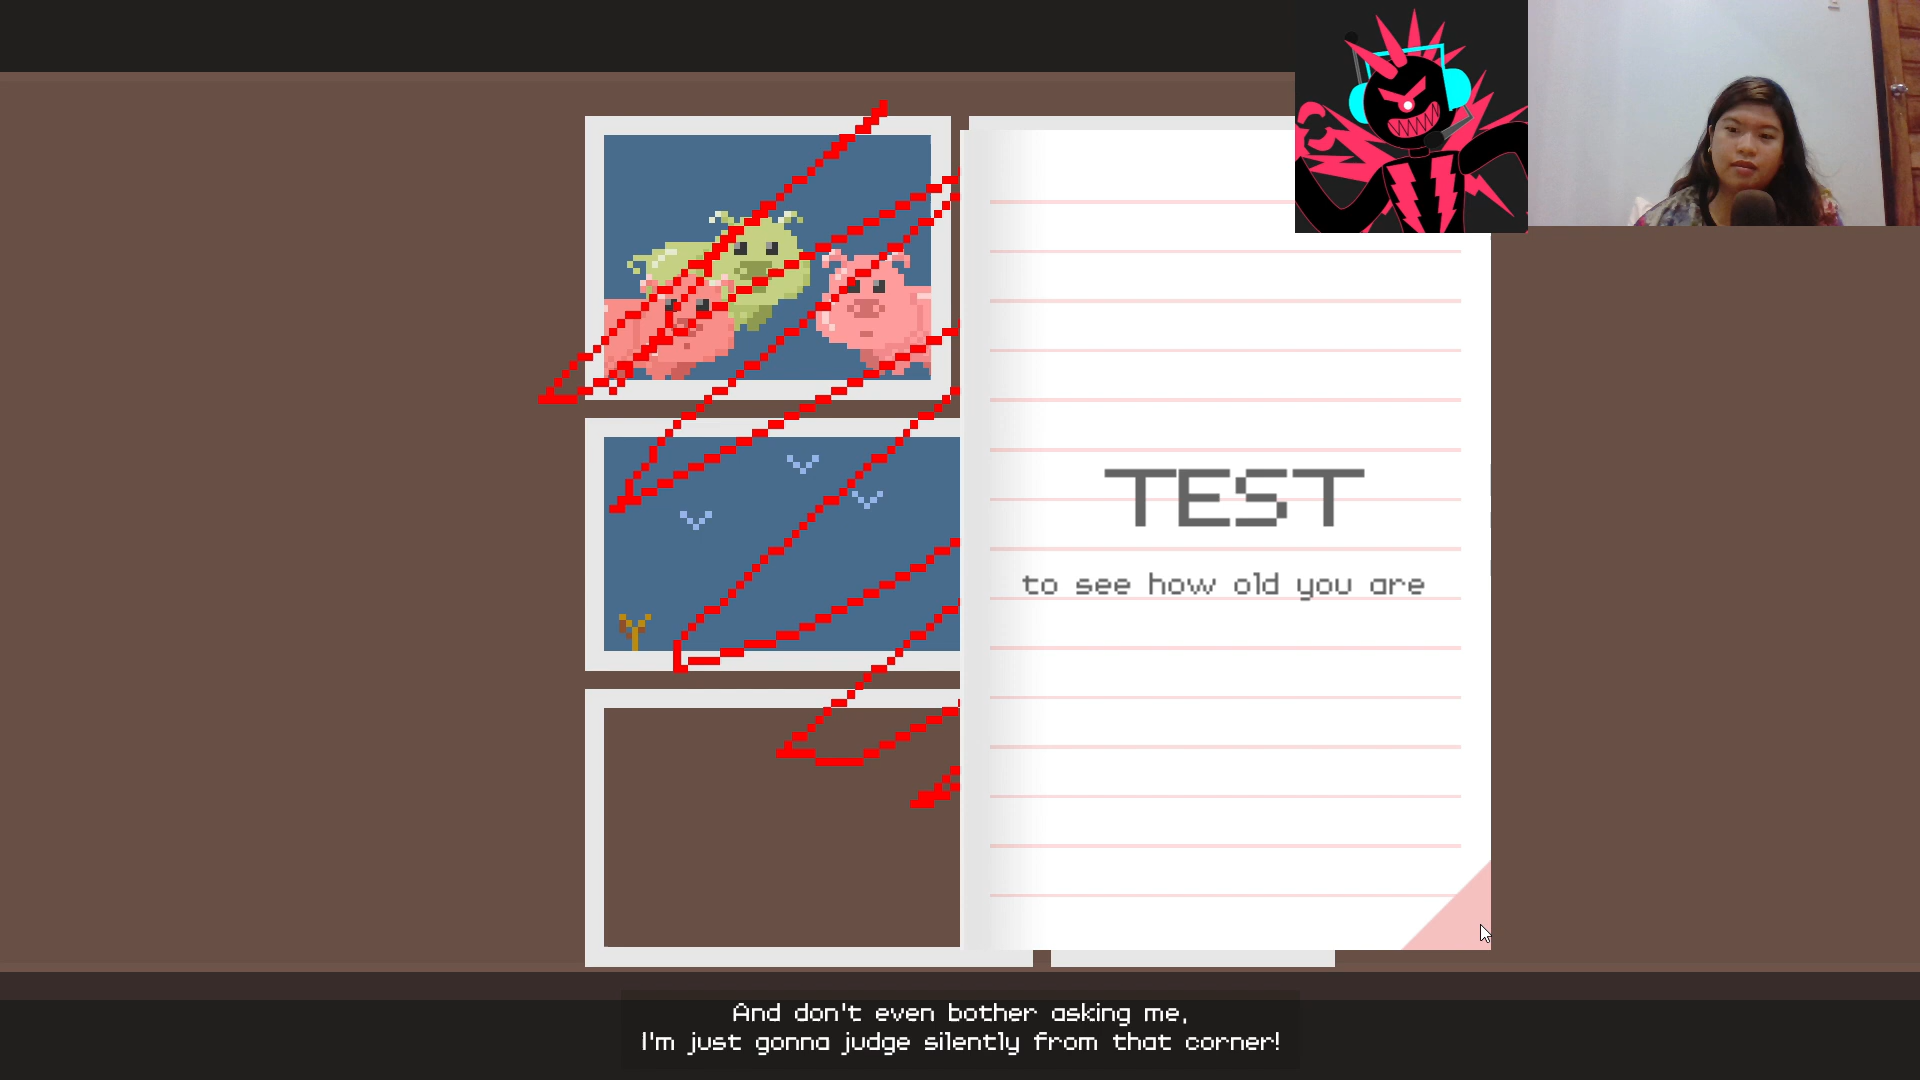 TEST
to see how old you are
And don't even bother asking me,
I'm just gonna judge silently from that corner!